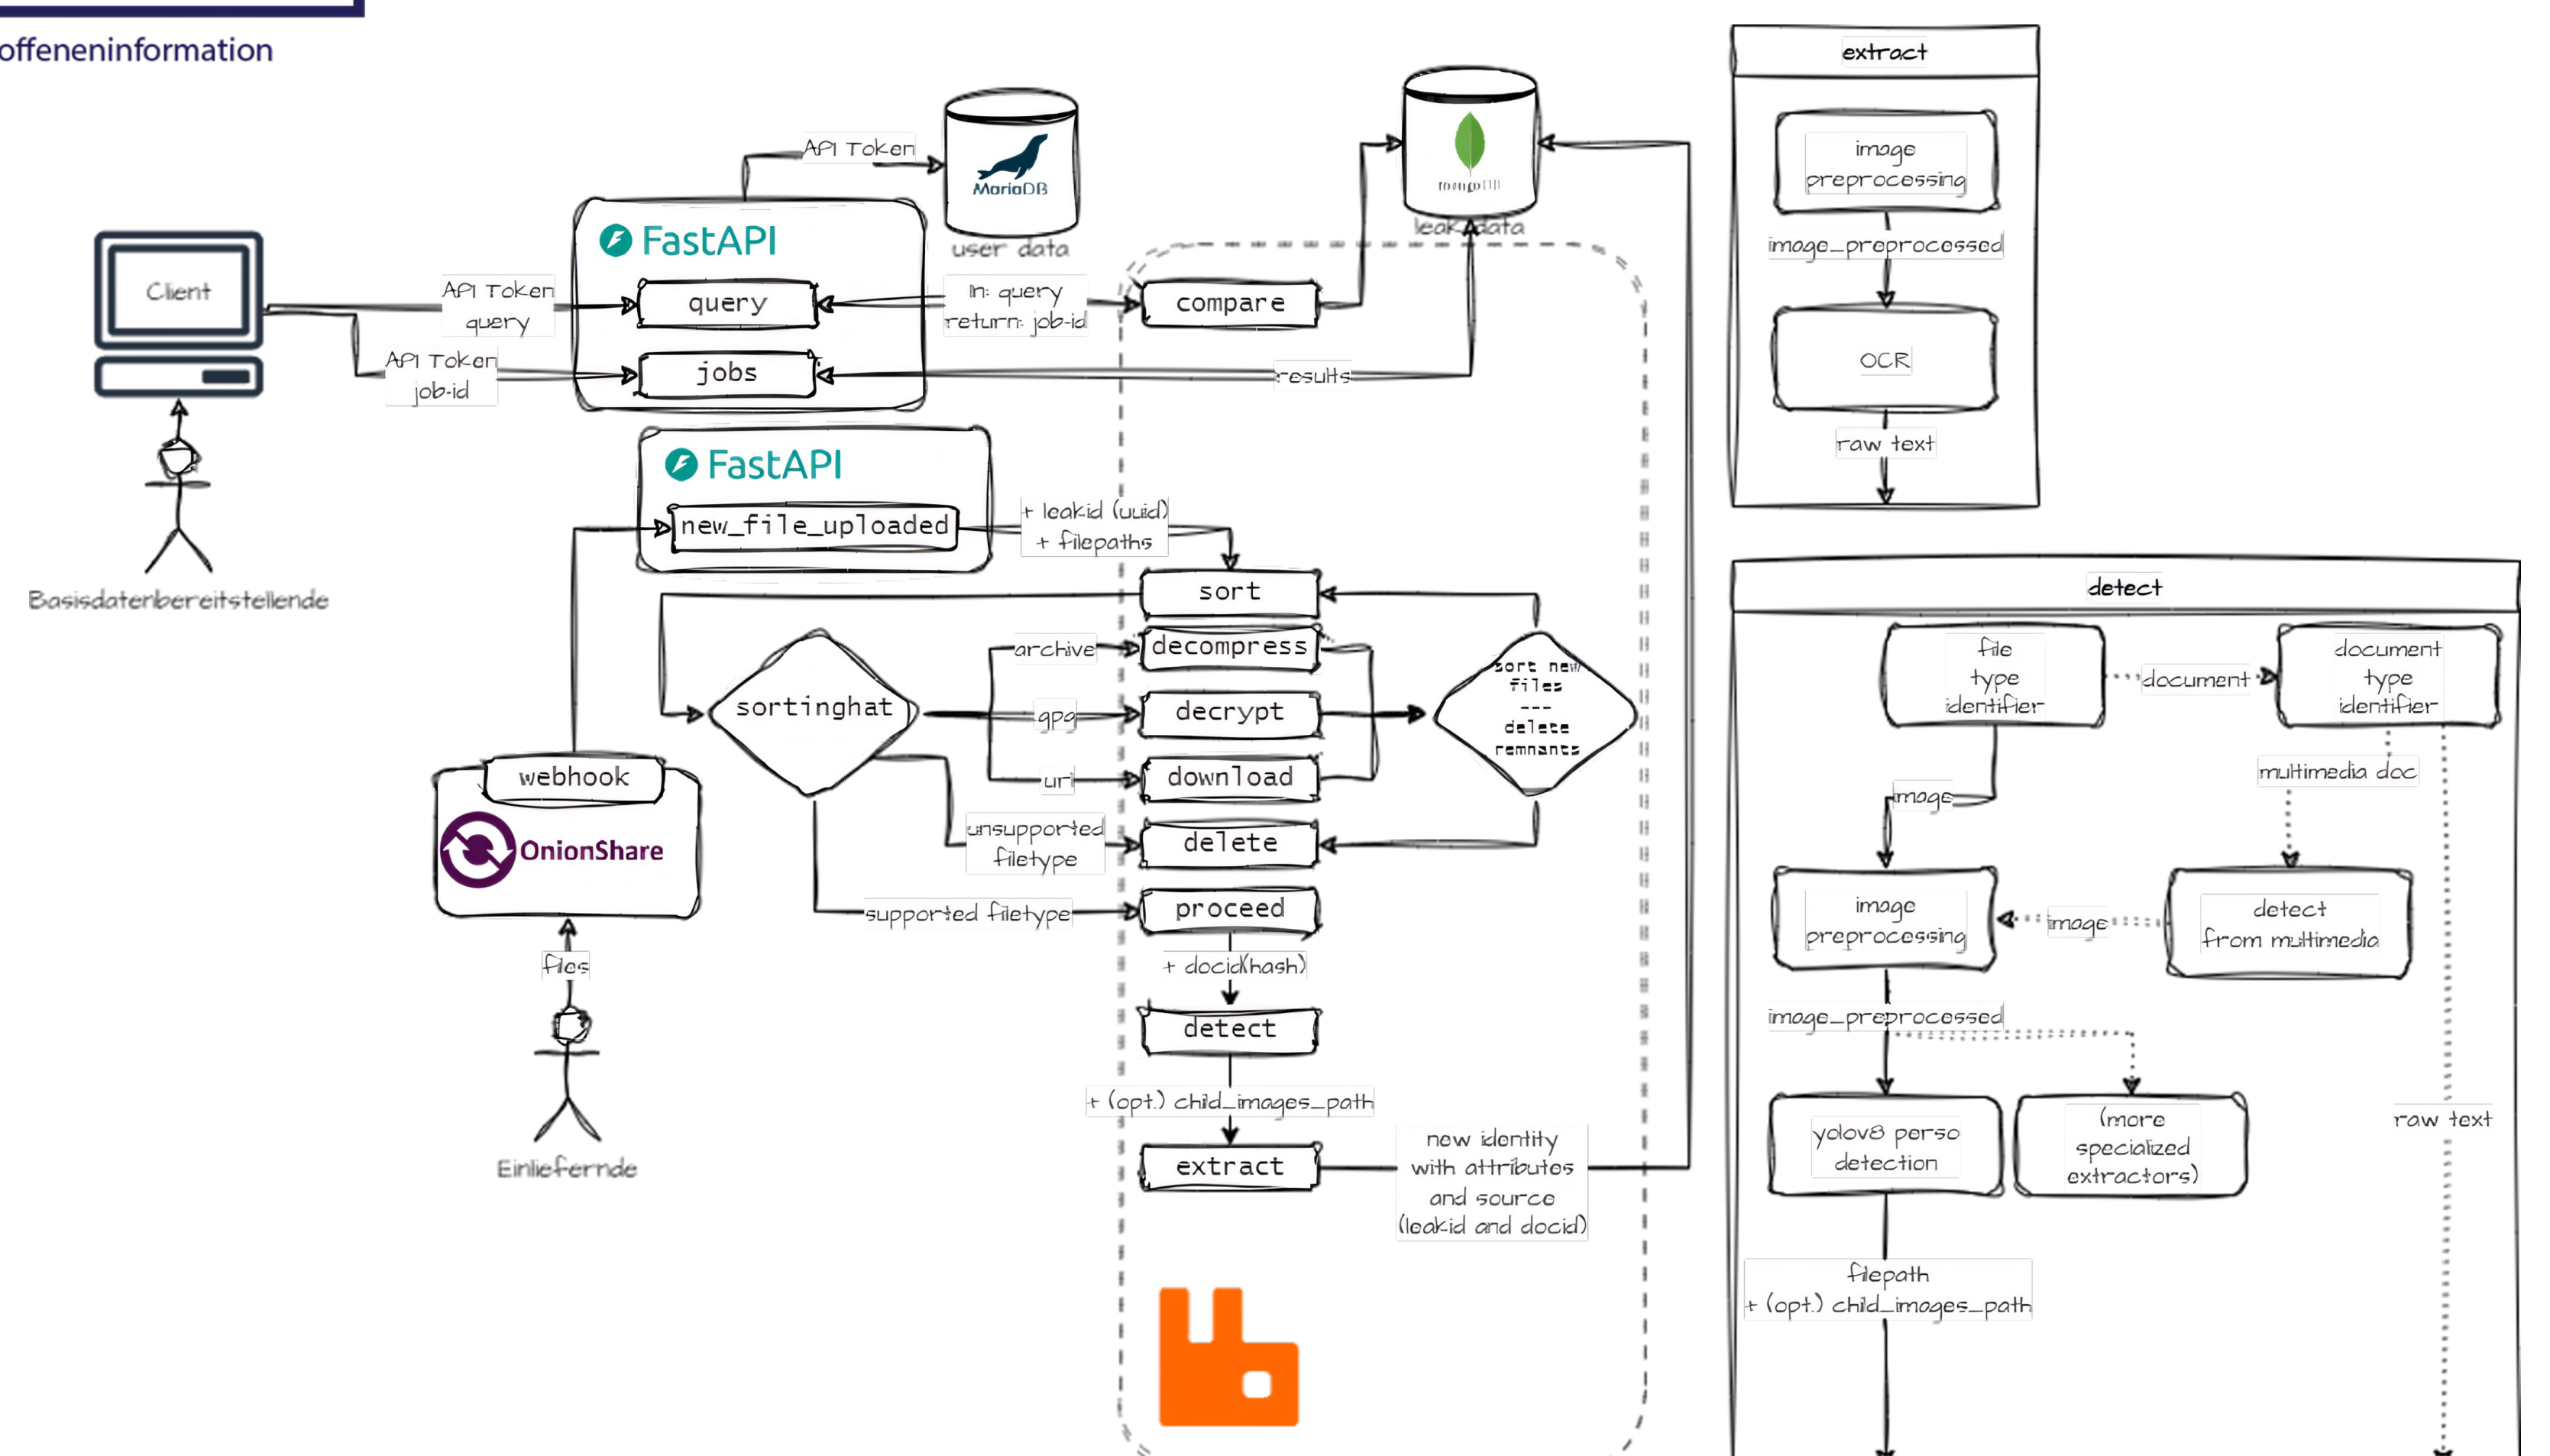 offeneninformation
API Token
MariaDB
user data
mongoDB
leak data
FastAPI
Client
API Token
query
query
In: query
return: job-id
compare
API Token
job-id
jobs
results
Basisdatenbereitstellende
FastAPI
new_file_uploaded
+ leakid (uuid)
+ filepaths
sort
archive
decompress
sortinghat
gpg
decrypt
url
download
sort new
files
---
delete
remnants
unsupported
filetype
delete
supported filetype
proceed
webhook
OnionShare
files
Einliefernde
+ docid(hash)
detect
+ (opt.) child_images_path
extract
new identity
with attributes
and source
(leakid and docid)
extract
image
preprocessing
image_preprocessed
OCR
raw text
detect
file
type
identifier
document
document
type
identifier
multimedia doc
image
image
preprocessing
image
detect
from multimedia
image_preprocessed
yolov8 perso
detection
(more
specialized
extractors)
raw text
filepath
+ (opt.) child_images_path